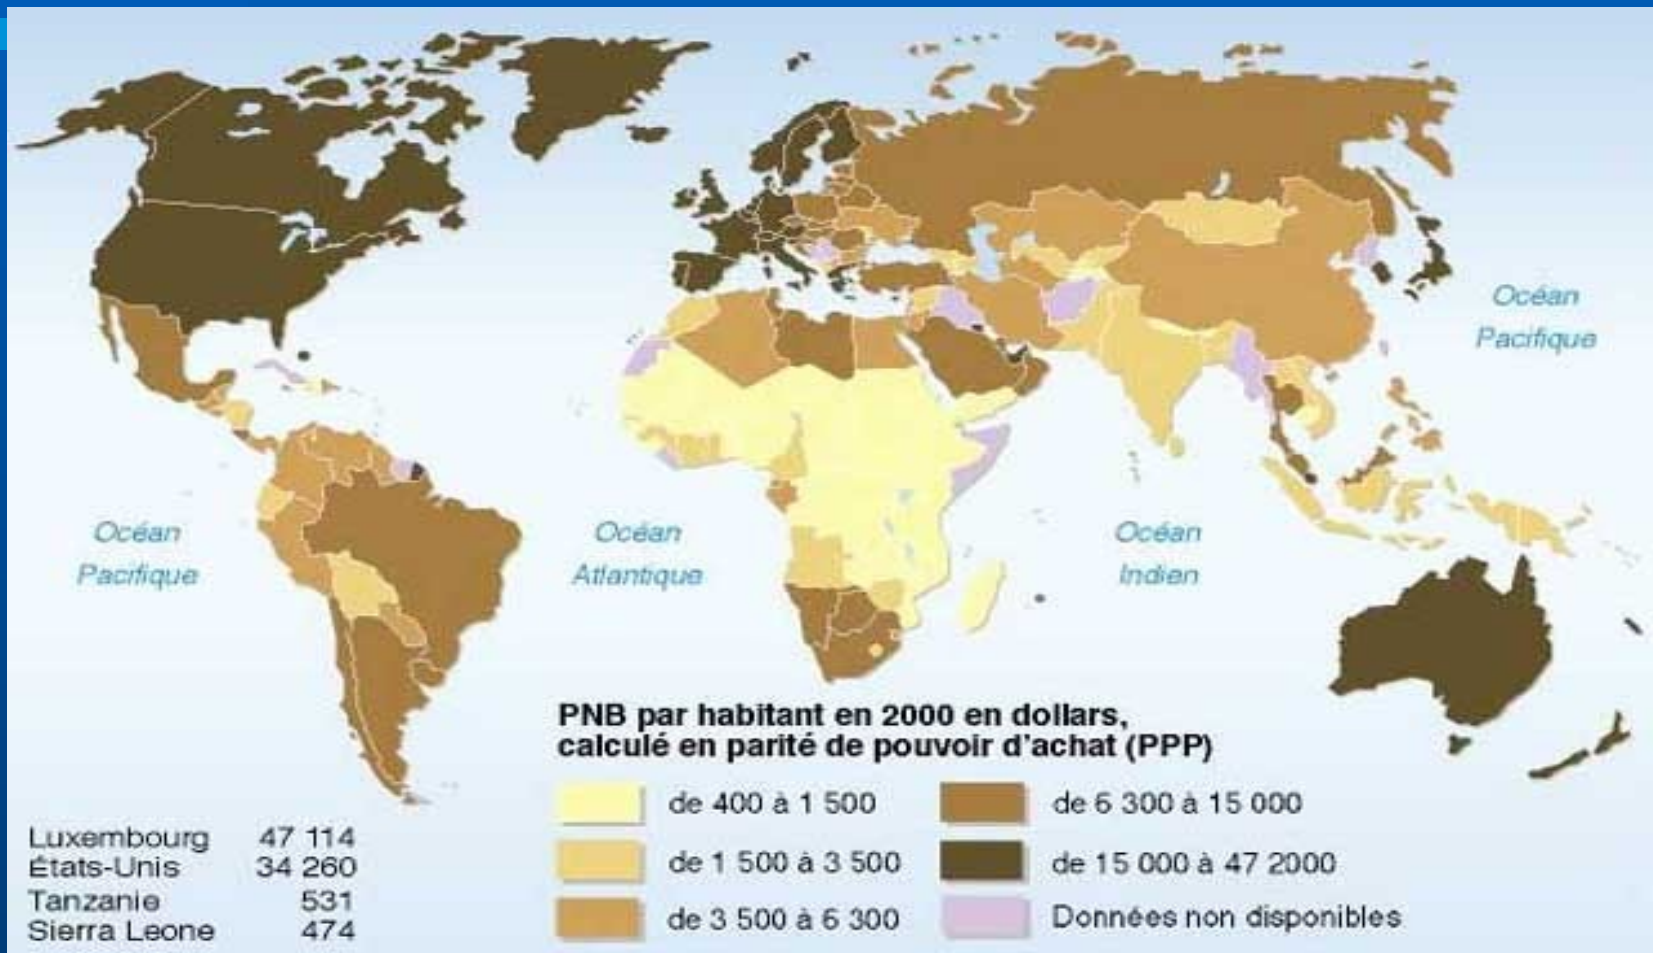 Océan
Pacifique
Océan
Pacifique
Océan
Atlantique
Océan
Indien
PNB par habitant en 2000 en dollars,
calculé en parité de pouvoir d'achat (PPP)
de 400 à 1 500
de 1 500 à 3 500
de 3 500 à 6 300
de 6 300 à 15 000
de 15 000 à 47 2000
Données non disponibles
Luxembourg 47 114
États-Unis 34 260
Tanzanie 531
Sierra Leone 474